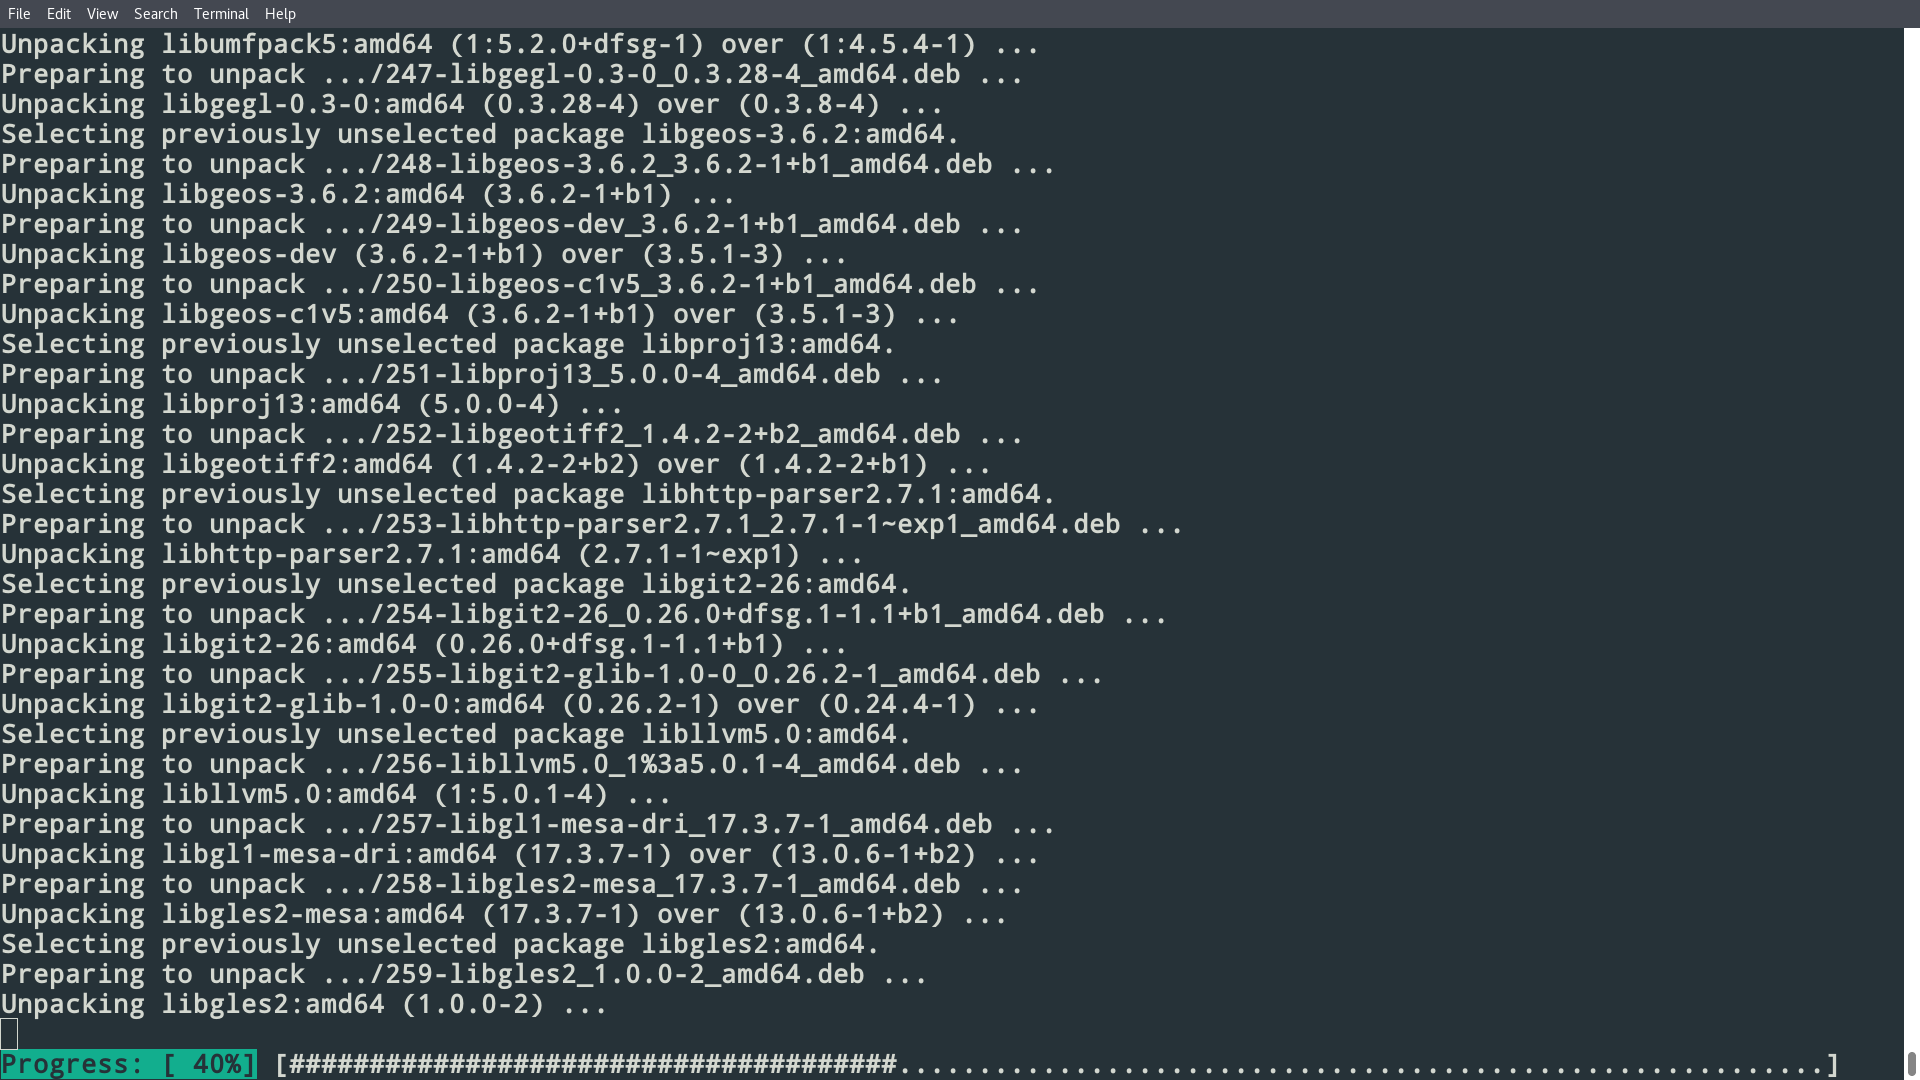 File Edit View Search Terminal Help
Unpacking libumfpack5:amd64 (1:5.2.0+dfsg-1) over (1:4.5.4-1) ...
Preparing to unpack .../247-libgegl-0.3-0_0.3.28-4_amd64.deb ...
Unpacking libgegl-0.3-0:amd64 (0.3.28-4) over (0.3.8-4) ...
Selecting previously unselected package libgeos-3.6.2:amd64.
Preparing to unpack .../248-libgeos-3.6.2_3.6.2-1+b1_amd64.deb ...
Unpacking libgeos-3.6.2:amd64 (3.6.2-1+b1) ...
Preparing to unpack .../249-libgeos-dev_3.6.2-1+b1_amd64.deb ...
Unpacking libgeos-dev (3.6.2-1+b1) over (3.5.1-3) ...
Preparing to unpack .../250-libgeos-c1v5_3.6.2-1+b1_amd64.deb ...
Unpacking libgeos-c1v5:amd64 (3.6.2-1+b1) over (3.5.1-3) ...
Selecting previously unselected package libproj13:amd64.
Preparing to unpack .../251-libproj13_5.0.0-4_amd64.deb ...
Unpacking libproj13:amd64 (5.0.0-4) ...
Preparing to unpack .../252-libgeotiff2_1.4.2-2+b2_amd64.deb ...
Unpacking libgeotiff2:amd64 (1.4.2-2+b2) over (1.4.2-2+b1) ...
Selecting previously unselected package libhttp-parser2.7.1:amd64.
Preparing to unpack .../253-libhttp-parser2.7.1_2.7.1-1~exp1_amd64.deb ...
Unpacking libhttp-parser2.7.1:amd64 (2.7.1-1~exp1) ...
Selecting previously unselected package libgit2-26:amd64.
Preparing to unpack .../254-libgit2-26_0.26.0+dfsg.1-1.1+b1_amd64.deb ...
Unpacking libgit2-26:amd64 (0.26.0+dfsg.1-1.1+b1) ...
Preparing to unpack .../255-libgit2-glib-1.0-0_0.26.2-1_amd64.deb ...
Unpacking libgit2-glib-1.0-0:amd64 (0.26.2-1) over (0.24.4-1) ...
Selecting previously unselected package libllvm5.0:amd64.
Preparing to unpack .../256-libllvm5.0_1%3a5.0.1-4_amd64.deb ...
Unpacking libllvm5.0:amd64 (1:5.0.1-4) ...
Preparing to unpack .../257-libgl1-mesa-dri_17.3.7-1_amd64.deb ...
Unpacking libgl1-mesa-dri:amd64 (17.3.7-1) over (13.0.6-1+b2) ...
Preparing to unpack .../258-libgles2-mesa_17.3.7-1_amd64.deb ...
Unpacking libgles2-mesa:amd64 (17.3.7-1) over (13.0.6-1+b2) ...
Selecting previously unselected package libgles2:amd64.
Preparing to unpack .../259-libgles2_1.0.0-2_amd64.deb ...
Unpacking libgles2:amd64 (1.0.0-2) ...
Progress: [ 40%] [######################################..........................................................]